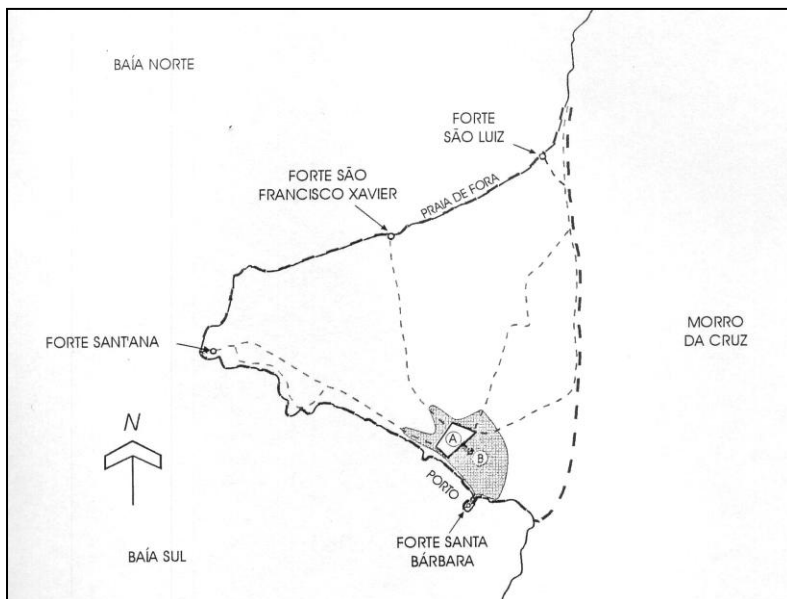 BAÍA NORTE
FORTE
SÃO LUIZ
FORTE SÃO
FRANCISCO XAVIER
PRAIA DE FORA
FORTE SANT'ANA
MORRO
DA CRUZ
N
A
B
PORTO
FORTE SANTA
BÁRBARA
BAÍA SUL